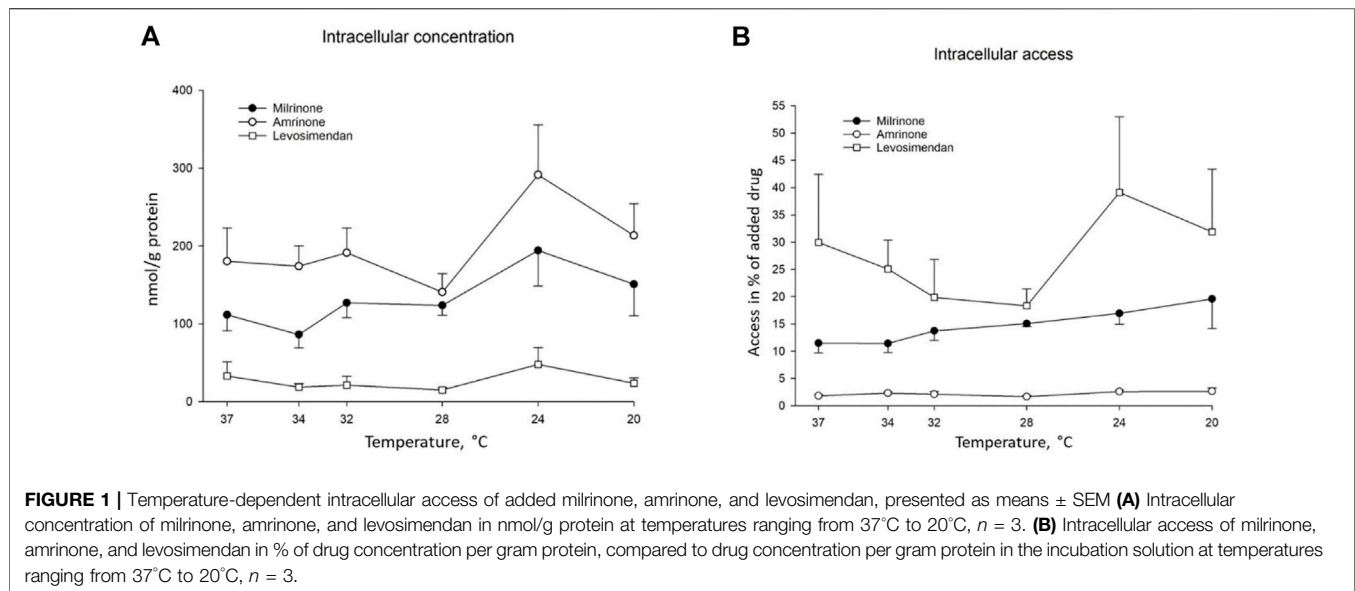 A
Intracellular concentration
400
300
200
100
0
nmol/g protein
Milrinone
Amrinone
Levosimendan
37
34
32
28
24
20
Temperature, °C
B
Intracellular access
55
50
45
40
35
30
25
20
15
10
5
0
Access in % of added drug
Milrinone
Amrinone
Levosimendan
37
34
32
28
24
20
Temperature, °C
FIGURE 1 | Temperature-dependent intracellular access of added milrinone, amrinone, and levosimendan, presented as means ± SEM (A) Intracellular
concentration of milrinone, amrinone, and levosimendan in nmol/g protein at temperatures ranging from 37°C to 20°C, n = 3. (B) Intracellular access of milrinone,
amrinone, and levosimendan in % of drug concentration per gram protein, compared to drug concentration per gram protein in the incubation solution at temperatures
ranging from 37°C to 20°C, n = 3.